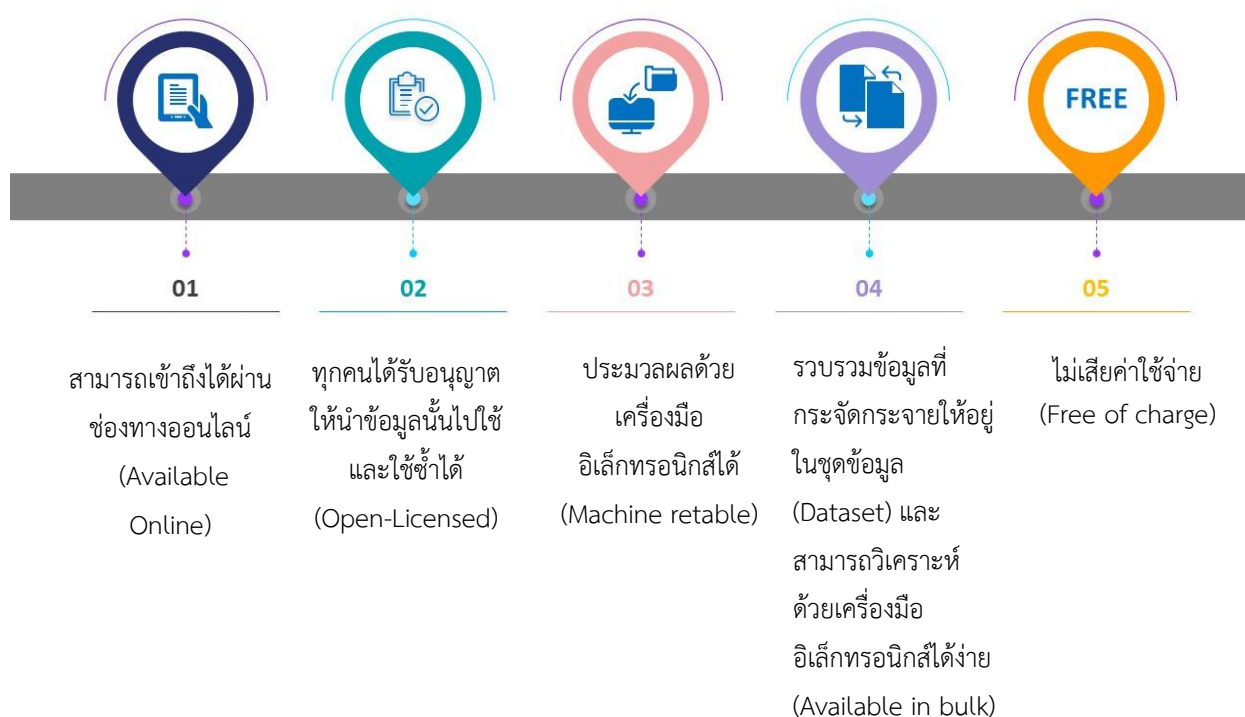 FREE
01
สามารถเข้าถึงได้ผ่าน
ช่องทางออนไลน์
(Available
Online)
02
ทุกคนได้รับอนุญาต
ให้นำข้อมูลนั้นไปใช้
และใช้ซ้ำได้
(Open-Licensed)
03
ประมวลผลด้วย
เครื่องมือ
อิเล็กทรอนิกส์ได้
(Machine retable)
04
รวบรวมข้อมูลที่
กระจัดกระจายให้อยู่
ในชุดข้อมูล
(Dataset) และ
สามารถวิเคราะห์
ด้วยเครื่องมือ
อิเล็กทรอนิกส์ได้ง่าย
(Available in bulk)
05
ไม่เสียค่าใช้จ่าย
(Free of charge)